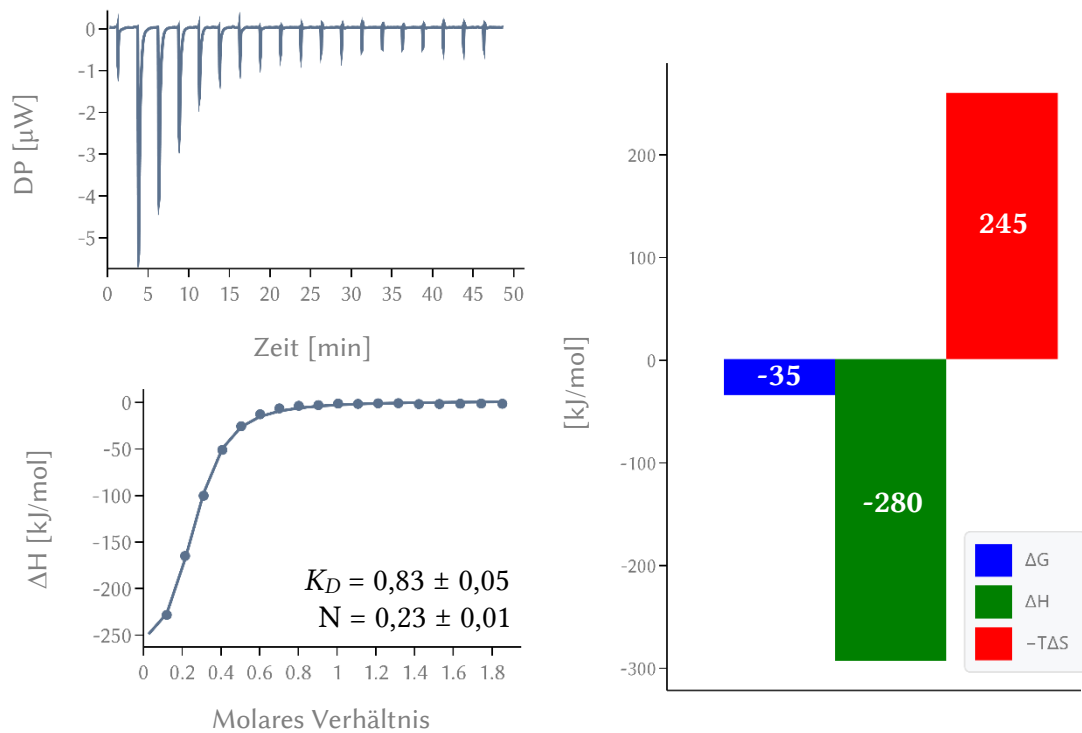 0
-1
-2
-3
-4
-5
DP [µW]
0 5 10 15 20 25 30 35 40 45 50
Zeit [min]
0
-50
-100
-150
-200
-250
ΔH [kJ/mol]
K_D = 0,83 ± 0,05
N = 0,23 ± 0,01
0 0.2 0.4 0.6 0.8 1 1.2 1.4 1.6 1.8
Molares Verhältnis
200
100
0
-100
-200
-300
[kJ/mol]
245
-35
-280
ΔG
ΔH
−TΔS